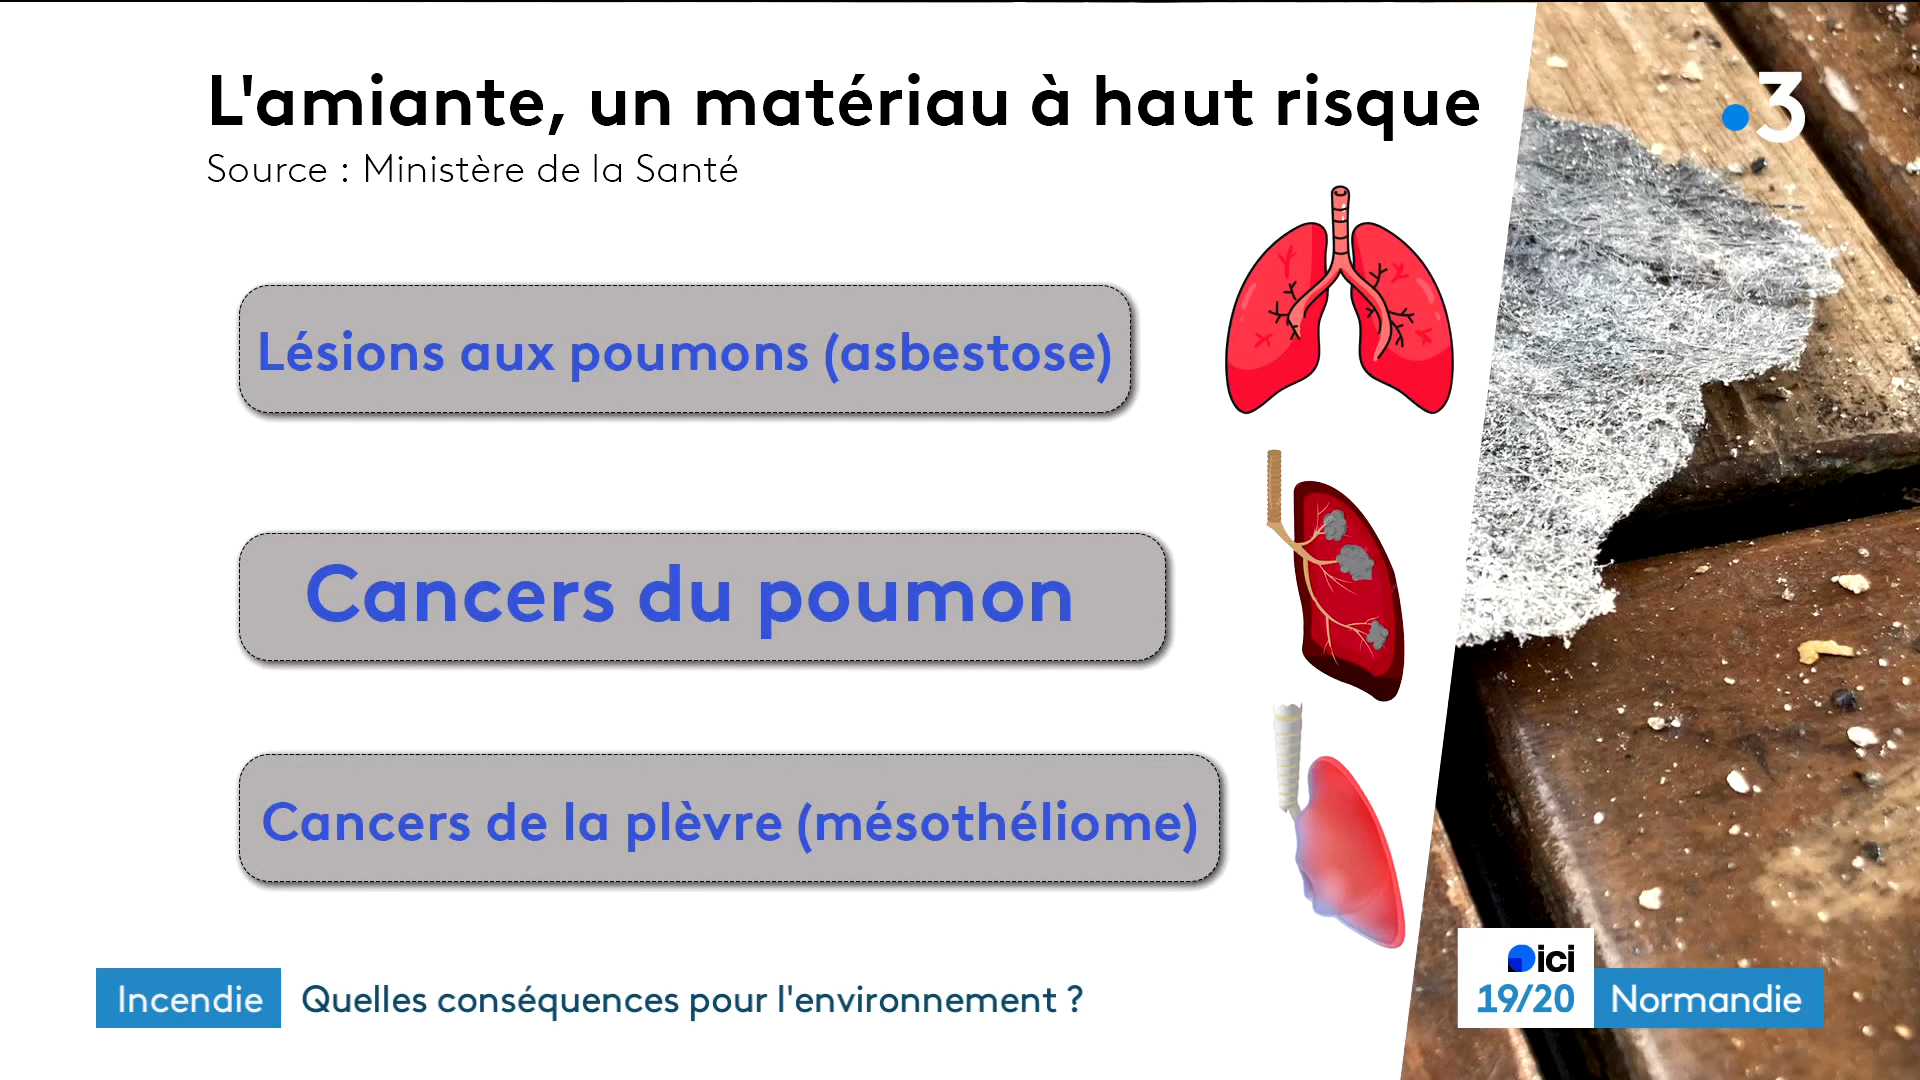 L'amiante, un matériau à haut risque
Source : Ministère de la Santé
3
Lésions aux poumons (asbestose)
Cancers du poumon
Cancers de la plèvre (mésothéliome)
Incendie
Quelles conséquences pour l'environnement ?
ici
19/20
Normandie